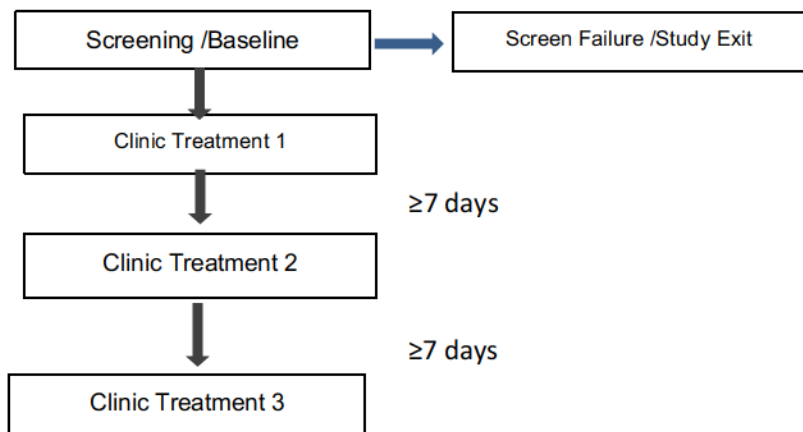 Screening /Baseline
Screen Failure /Study Exit
Clinic Treatment 1
≥7 days
Clinic Treatment 2
≥7 days
Clinic Treatment 3